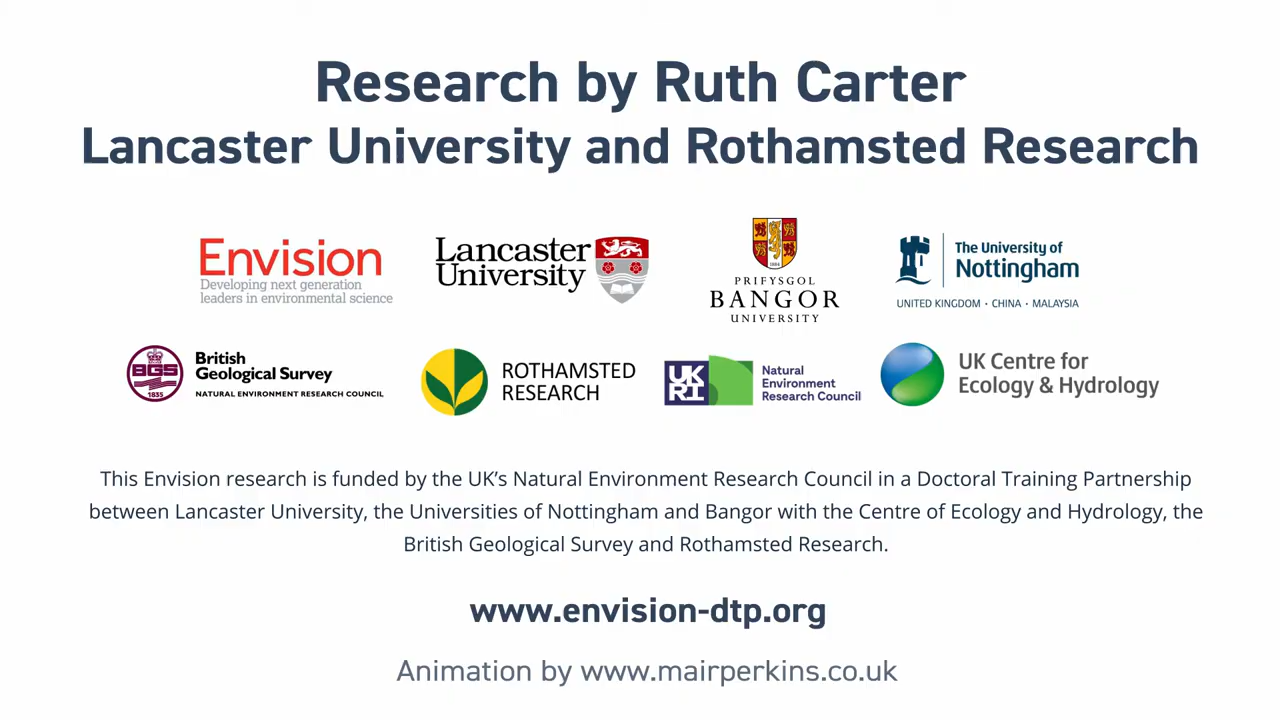 Research by Ruth Carter
Lancaster University and Rothamsted Research
Envision
Developing next generation
leaders in environmental science
Lancaster
University
1884
PRIFYSGOL
BANGOR
UNIVERSITY
The University of
Nottingham
UNITED KINGDOM · CHINA · MALAYSIA
BGS
1835
British
Geological Survey
NATURAL ENVIRONMENT RESEARCH COUNCIL
ROTHAMSTED
RESEARCH
UK
RI
Natural
Environment
Research Council
UK Centre for
Ecology & Hydrology
This Envision research is funded by the UK’s Natural Environment Research Council in a Doctoral Training Partnership
between Lancaster University, the Universities of Nottingham and Bangor with the Centre of Ecology and Hydrology, the
British Geological Survey and Rothamsted Research.
www.envision-dtp.org
Animation by www.mairperkins.co.uk